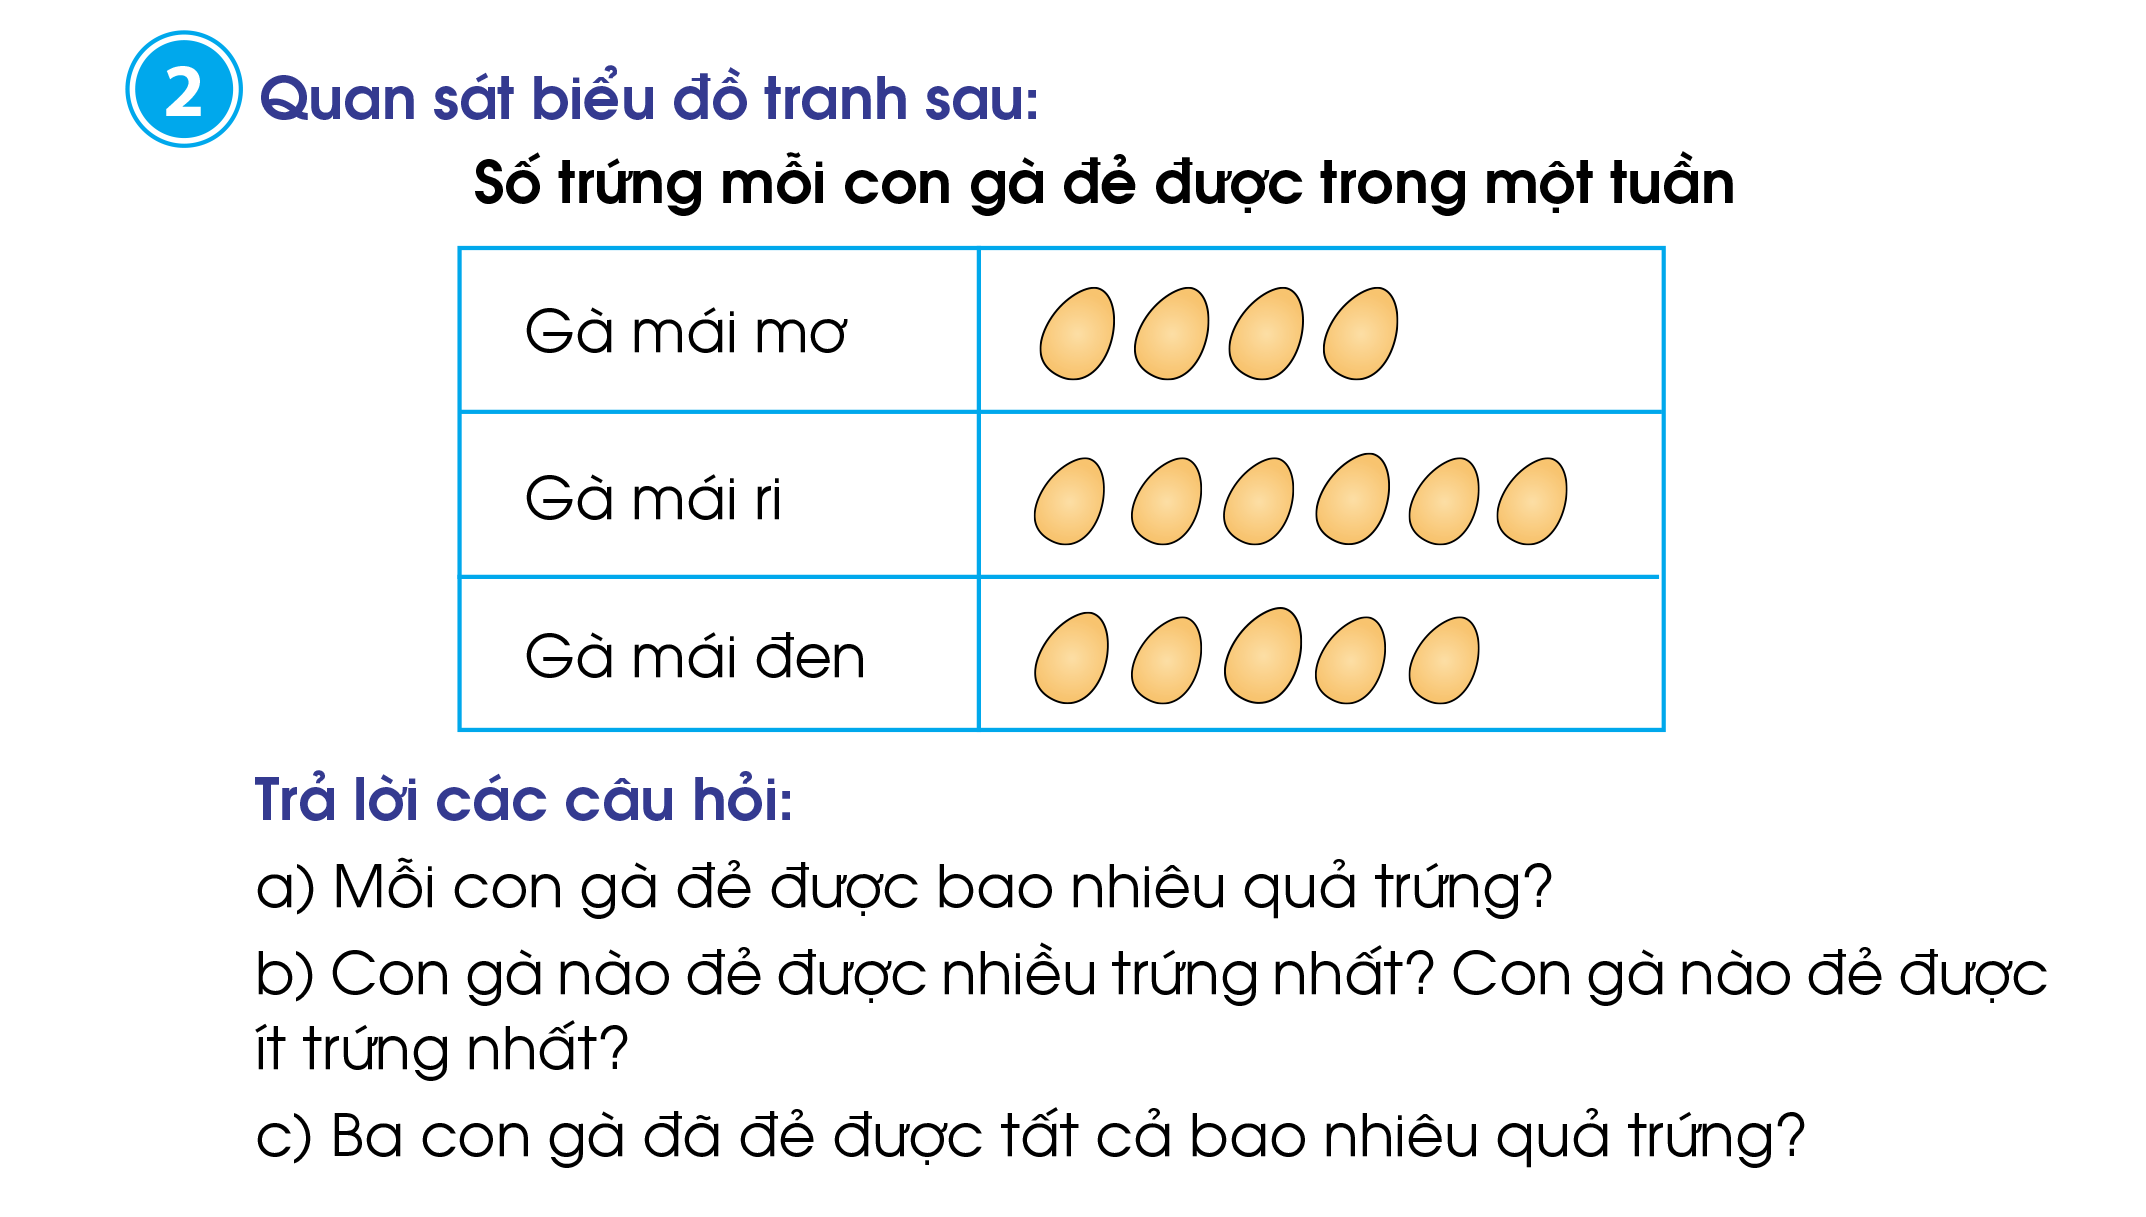 2 Quan sát biểu đồ tranh sau:
Số trứng mỗi con gà đẻ được trong một tuần
Gà mái mơ
Gà mái ri
Gà mái đen
Trả lời các câu hỏi:
a) Mỗi con gà đẻ được bao nhiêu quả trứng?
b) Con gà nào đẻ được nhiều trứng nhất? Con gà nào đẻ được
ít trứng nhất?
c) Ba con gà đã đẻ được tất cả bao nhiêu quả trứng?